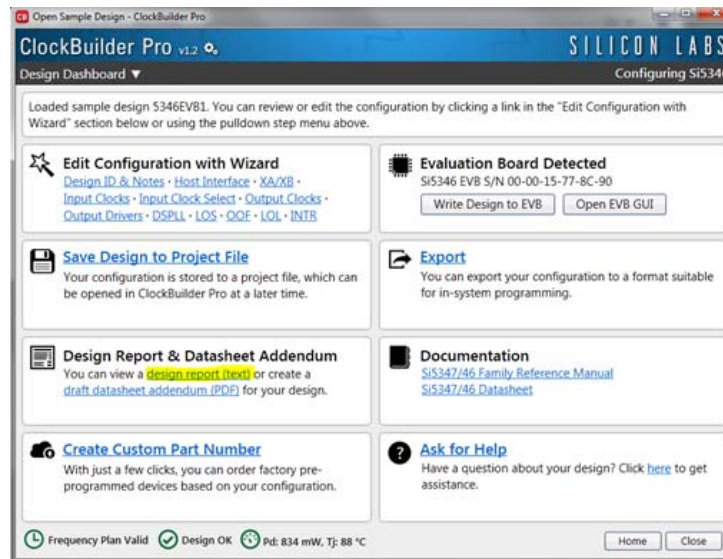 Open Sample Design - ClockBuilder Pro
ClockBuilder Pro v1.2
SILICON LABS
Design Dashboard ▼
Configuring Si5346
Loaded sample design 5346EVB1. You can review or edit the configuration by clicking a link in the "Edit Configuration with
Wizard" section below or using the pulldown step menu above.
Edit Configuration with Wizard
Design ID & Notes · Host Interface · XA/XB ·
Input Clocks · Input Clock Select · Output Clocks ·
Output Drivers · DSPLL · LOS · OOF · LOL · INTR
Evaluation Board Detected
Si5346 EVB S/N 00-00-15-77-8C-90
Write Design to EVB
Open EVB GUI
Save Design to Project File
Your configuration is stored to a project file, which can
be opened in ClockBuilder Pro at a later time.
Export
You can export your configuration to a format suitable
for in-system programming.
Design Report & Datasheet Addendum
You can view a design report (text) or create a
draft datasheet addendum (PDF) for your design.
Documentation
Si5347/46 Family Reference Manual
Si5347/46 Datasheet
Create Custom Part Number
With just a few clicks, you can order factory pre-
programmed devices based on your configuration.
Ask for Help
Have a question about your design? Click here to get
assistance.
Frequency Plan Valid
Design OK
Pd: 834 mW, Tj: 88 °C
Home
Close